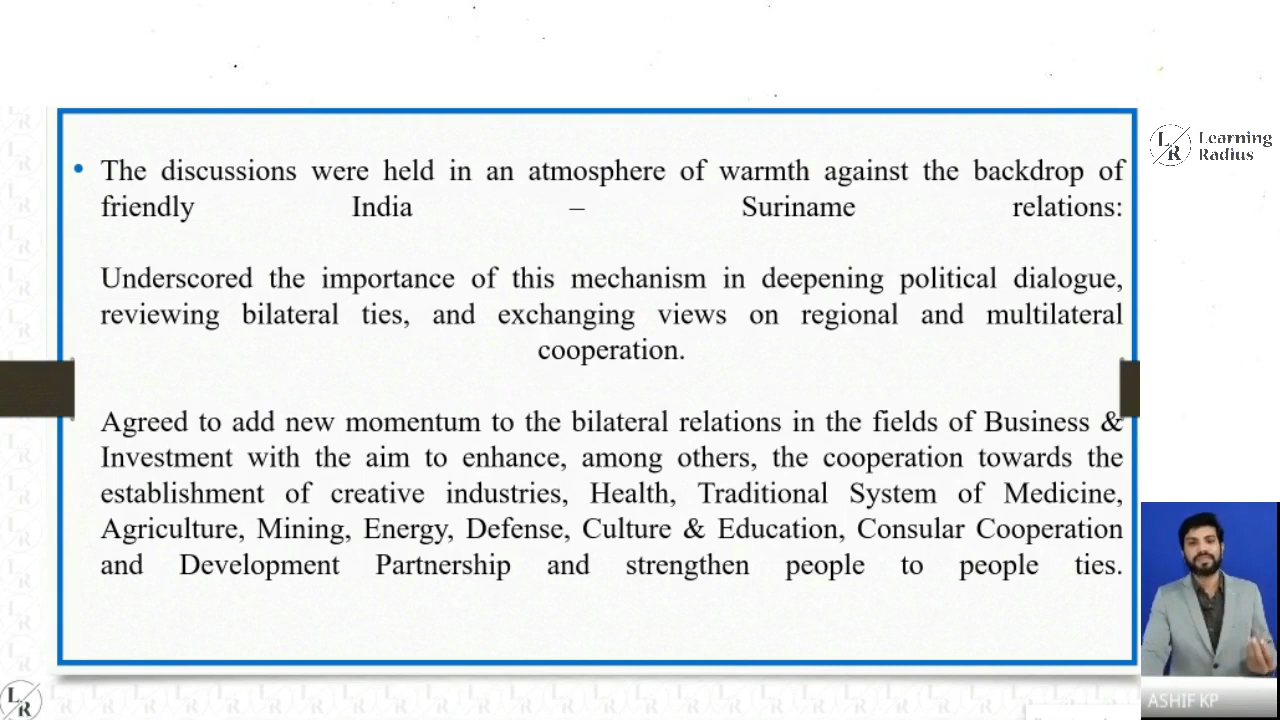 The discussions were held in an atmosphere of warmth against the backdrop of
friendly India – Suriname relations:
Underscored the importance of this mechanism in deepening political dialogue,
reviewing bilateral ties, and exchanging views on regional and multilateral
cooperation.
Agreed to add new momentum to the bilateral relations in the fields of Business &
Investment with the aim to enhance, among others, the cooperation towards the
establishment of creative industries, Health, Traditional System of Medicine,
Agriculture, Mining, Energy, Defense, Culture & Education, Consular Cooperation
and Development Partnership and strengthen people to people ties.
L R Learning
Radius
ASHIF KP
L R